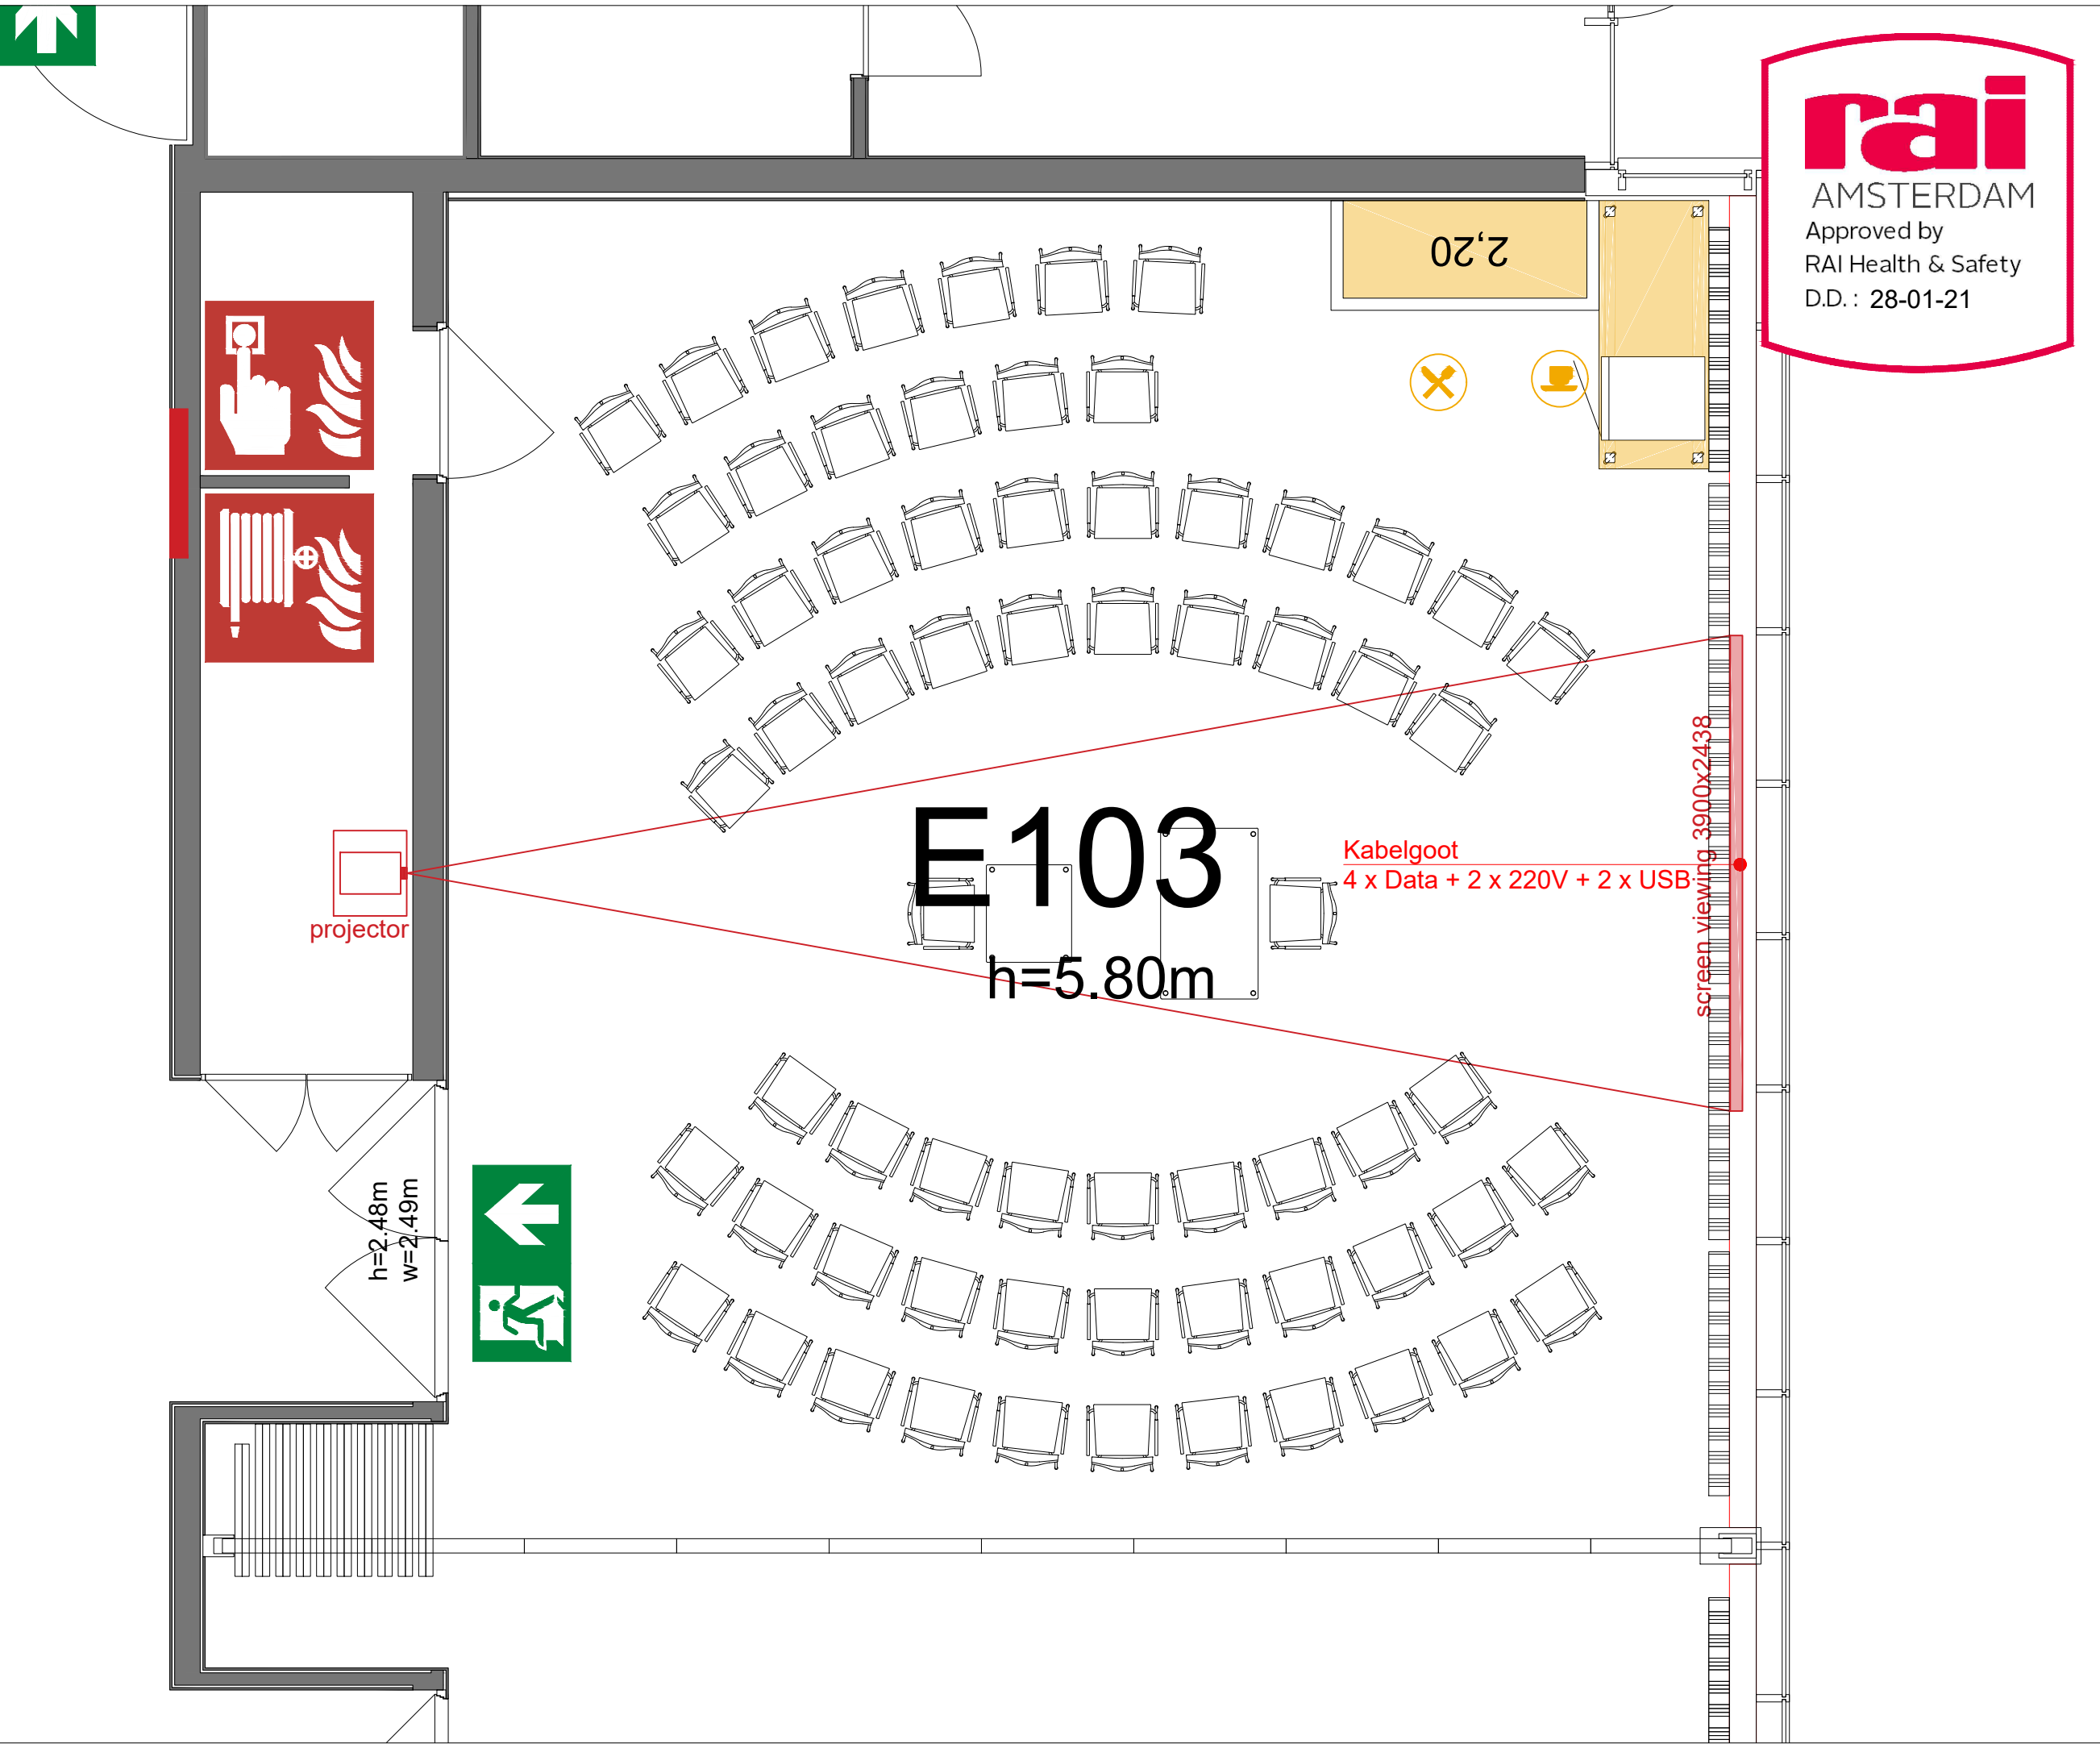 rai
AMSTERDAM
Approved by
RAI Health & Safety
D.D. : 28-01-21
2,20
E103
h=5.80m
Kabelgoot
4 x Data + 2 x 220V + 2 x USB
screen viewing 3900x2438
projector
h=2.48m
w=2.49m